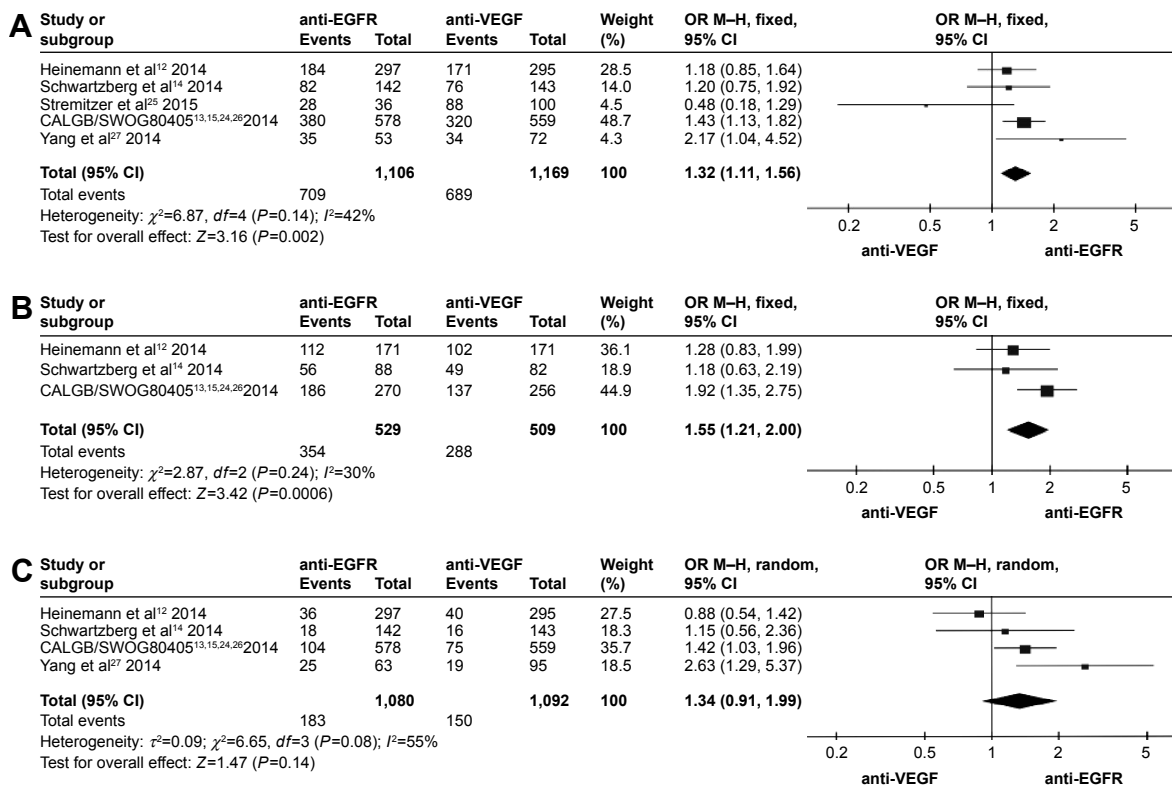 A
Study or subgroup anti-EGFR anti-VEGF Weight (%) OR M–H, fixed, 95% CI OR M–H, fixed, 95% CI
Events Total Events Total
Heinemann et al12 2014 184 297 171 295 28.5 1.18 (0.85, 1.64)
Schwartzberg et al14 2014 82 142 76 143 14.0 1.20 (0.75, 1.92)
Stremitzer et al25 2015 28 36 88 100 4.5 0.48 (0.18, 1.29)
CALGB/SWOG8040513,15,24,262014 380 578 320 559 48.7 1.43 (1.13, 1.82)
Yang et al27 2014 35 53 34 72 4.3 2.17 (1.04, 4.52)
Total (95% CI) 1,106 1,169 100 1.32 (1.11, 1.56)
Total events 709 689
Heterogeneity: χ2=6.87, df=4 (P=0.14); I2=42%
Test for overall effect: Z=3.16 (P=0.002)
0.2 0.5 1 2 5
anti-VEGF anti-EGFR
B
Study or subgroup anti-EGFR anti-VEGF Weight (%) OR M–H, fixed, 95% CI OR M–H, fixed, 95% CI
Events Total Events Total
Heinemann et al12 2014 112 171 102 171 36.1 1.28 (0.83, 1.99)
Schwartzberg et al14 2014 56 88 49 82 18.9 1.18 (0.63, 2.19)
CALGB/SWOG8040513,15,24,262014 186 270 137 256 44.9 1.92 (1.35, 2.75)
Total (95% CI) 529 509 100 1.55 (1.21, 2.00)
Total events 354 288
Heterogeneity: χ2=2.87, df=2 (P=0.24); I2=30%
Test for overall effect: Z=3.42 (P=0.0006)
0.2 0.5 1 2 5
anti-VEGF anti-EGFR
C
Study or subgroup anti-EGFR anti-VEGF Weight (%) OR M–H, random, 95% CI OR M–H, random, 95% CI
Events Total Events Total
Heinemann et al12 2014 36 297 40 295 27.5 0.88 (0.54, 1.42)
Schwartzberg et al14 2014 18 142 16 143 18.3 1.15 (0.56, 2.36)
CALGB/SWOG8040513,15,24,262014 104 578 75 559 35.7 1.42 (1.03, 1.96)
Yang et al27 2014 25 63 19 95 18.5 2.63 (1.29, 5.37)
Total (95% CI) 1,080 1,092 100 1.34 (0.91, 1.99)
Total events 183 150
Heterogeneity: τ2=0.09; χ2=6.65, df=3 (P=0.08); I2=55%
Test for overall effect: Z=1.47 (P=0.14)
0.2 0.5 1 2 5
anti-VEGF anti-EGFR